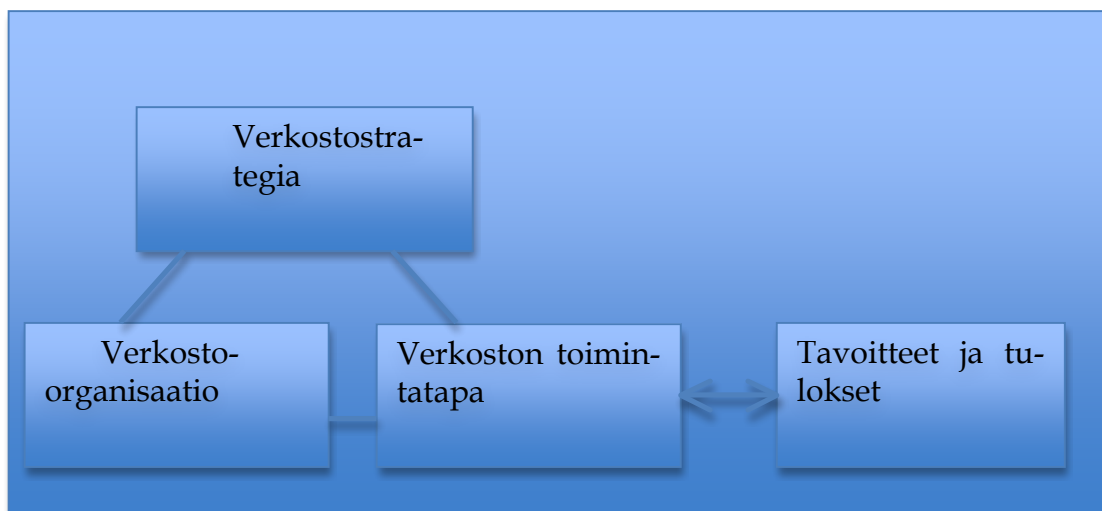 Verkostostra-
tegia
Verkosto-
organisaatio
Verkoston toimin-
tatapa
Tavoitteet ja tu-
lokset